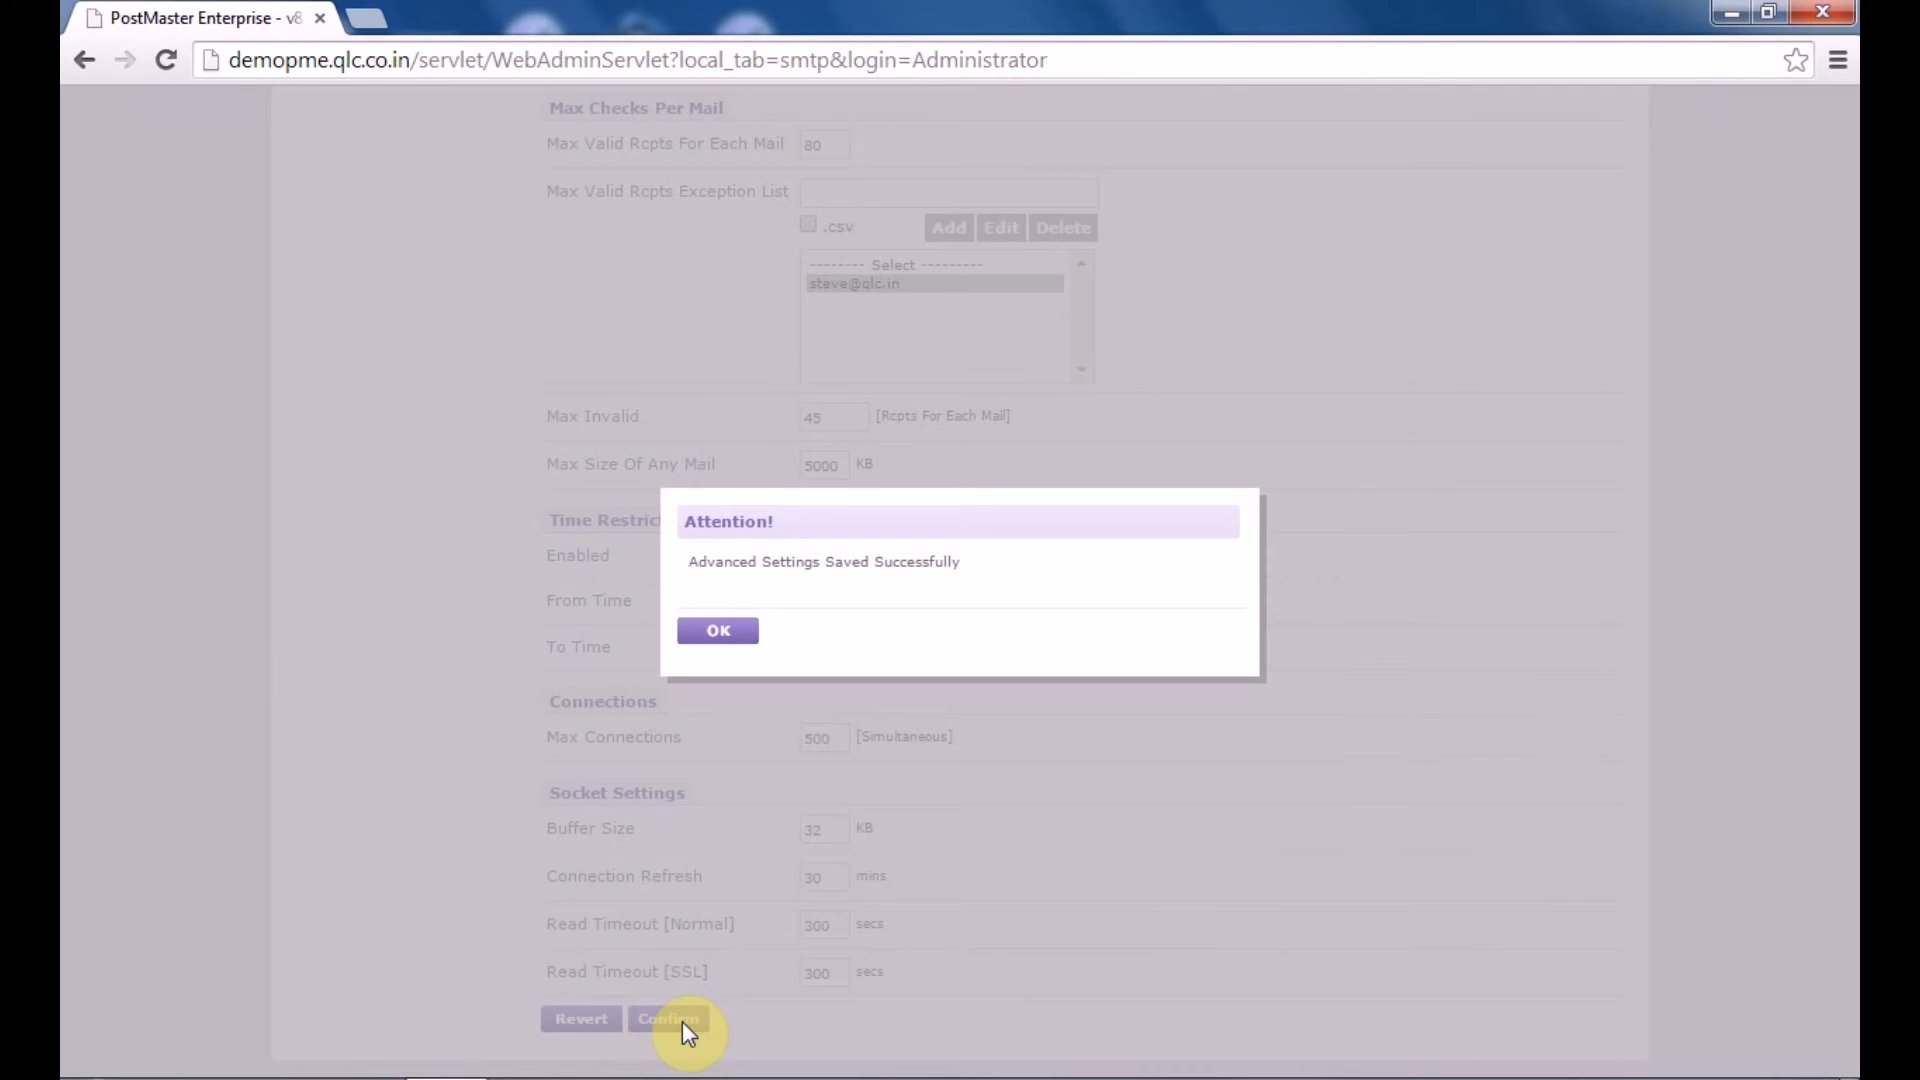 PostMaster Enterprise - v8
demopme.qlc.co.in/servlet/WebAdminServlet?local_tab=smtp&login=Administrator
Max Checks Per Mail
Max Valid Rcpts For Each Mail 80
Max Valid Rcpts Exception List
.csv Add Edit Delete
-------- Select ---------
steve@qlc.in
Max Invalid 45 [Rcpts For Each Mail]
Max Size Of Any Mail 5000 KB
Time Restric
Attention!
Enabled
Advanced Settings Saved Successfully
From Time
OK
To Time
Connections
Max Connections 500 [Simultaneous]
Socket Settings
Buffer Size 32 KB
Connection Refresh 30 mins
Read Timeout [Normal] 300 secs
Read Timeout [SSL] 300 secs
Revert Confirm